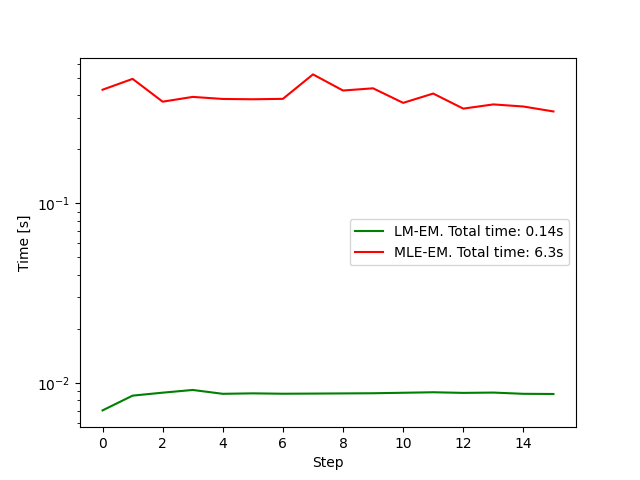 Time [s]
10⁻¹
10⁻²
LM-EM. Total time: 0.14s
MLE-EM. Total time: 6.3s
0 2 4 6 8 10 12 14
Step